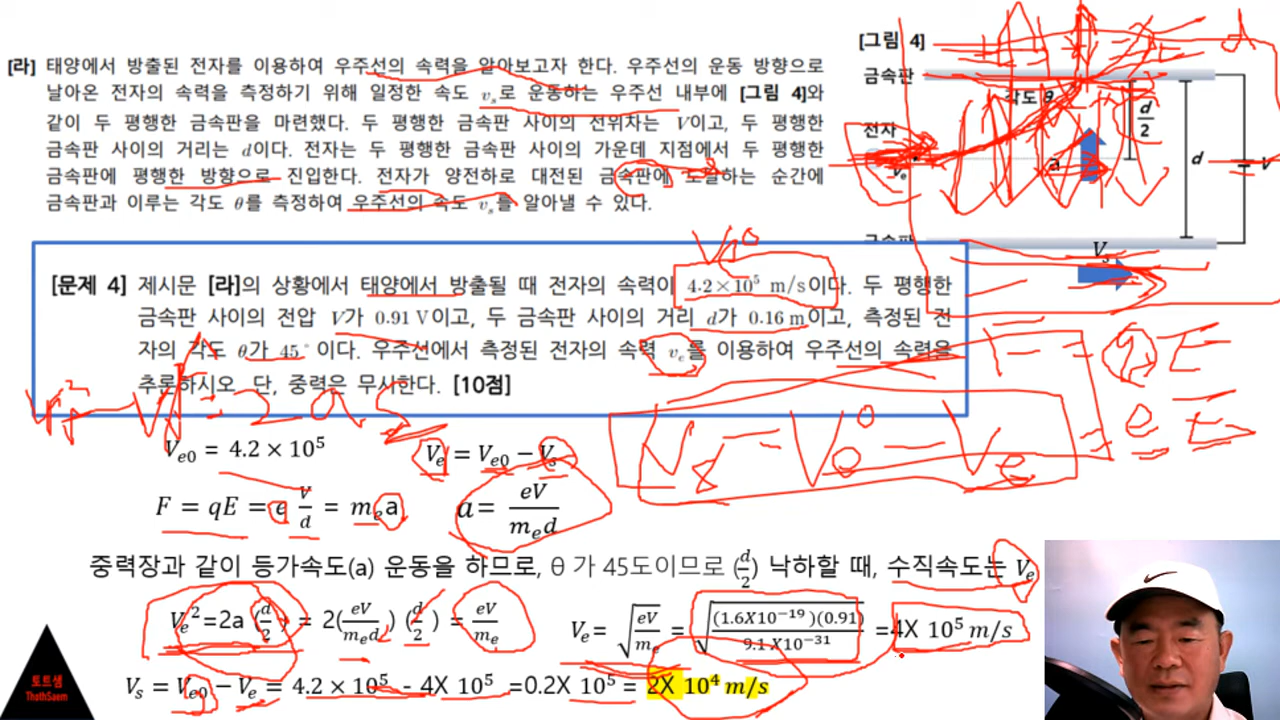 [그림 4]
[라] 태양에서 방출된 전자를 이용하여 우주선의 속력을 알아보고자 한다. 우주선의 운동 방향으로
날아온 전자의 속력을 측정하기 위해 일정한 속도 vₛ로 운동하는 우주선 내부에 [그림 4]와
같이 두 평행한 금속판을 마련했다. 두 평행한 금속판 사이의 전위차는 V이고, 두 평행한
금속판 사이의 거리는 d이다. 전자는 두 평행한 금속판 사이의 가운데 지점에서 두 평행한
금속판에 평행한 방향으로 진입한다. 전자가 양전하로 대전된 금속판에 도달하는 순간에
금속판과 이루는 각도 θ를 측정하여 우주선의 속도 vₛ를 알아낼 수 있다.
금속판
각도 θ
d/2
전자
vₑ
a
d
V
금속판
Vₛ
d
[문제 4] 제시문 [라]의 상황에서 태양에서 방출될 때 전자의 속력이 4.2×10⁵ m/s이다. 두 평행한
금속판 사이의 전압 V가 0.91 V이고, 두 금속판 사이의 거리 d가 0.16 m이고, 측정된 전
자의 각도 θ가 45°이다. 우주선에서 측정된 전자의 속력 vₑ를 이용하여 우주선의 속력을
추론하시오. 단, 중력은 무시한다. [10점]
F = qE
= eE
= 2as
Vₛ = V₀ - Vₑ
Vₑ₀ = 4.2 × 10⁵ Vₑ = Vₑ₀ − Vₛ
F = qE = e V/d = mₑa a = eV/mₑd
중력장과 같이 등가속도(a) 운동을 하므로, θ 가 45도이므로 (d/2) 낙하할 때, 수직속도는 Vₑ
Vₑ²=2a (d/2) = 2(eV/mₑd)(d/2) = eV/mₑ Vₑ= √(eV/mₑ) = √((1.6X10⁻¹⁹)(0.91)/9.1X10⁻³¹) =4X 10⁵ m/s
Vₛ = Vₑ₀ − Vₑ = 4.2 × 10⁵ - 4X 10⁵ =0.2X 10⁵ = 2X 10⁴ m/s
토트샘
ThothSaem